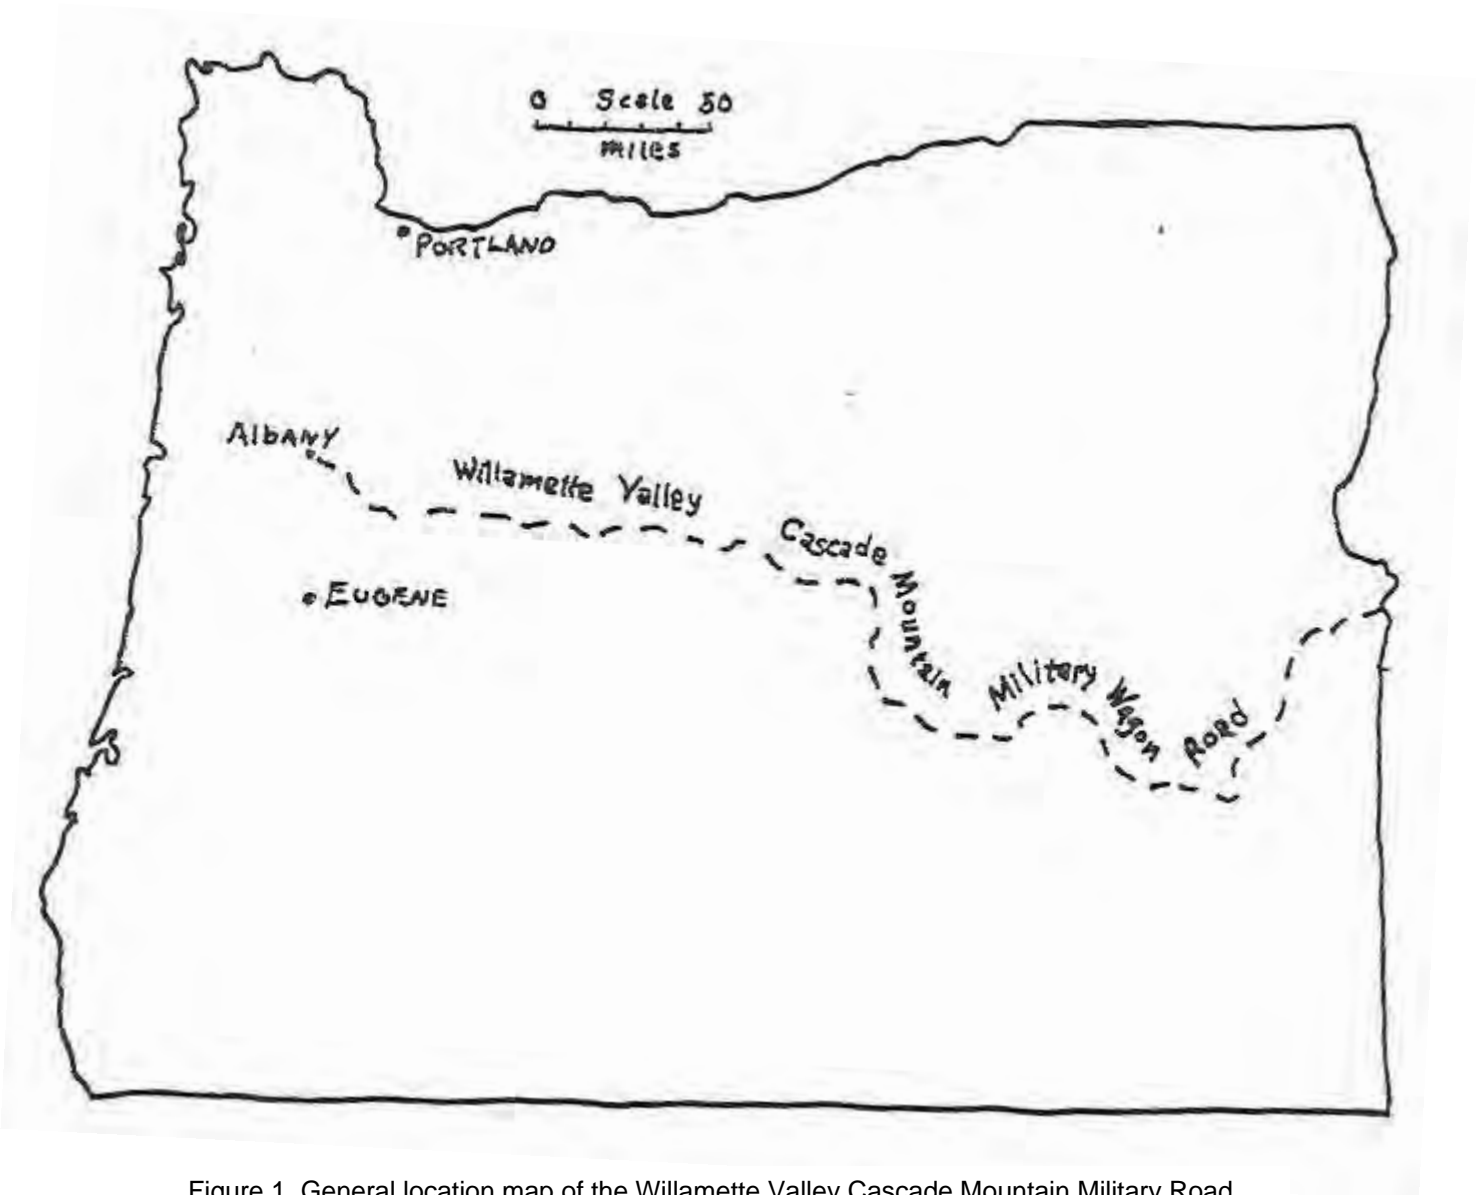 0 Scale 50
miles
PORTLAND
AlbANY
Willamette Valley Cascade Mountain Military Wagon Road
EUGENE
Figure 1. General location map of the Willamette Valley Cascade Mountain Military Road